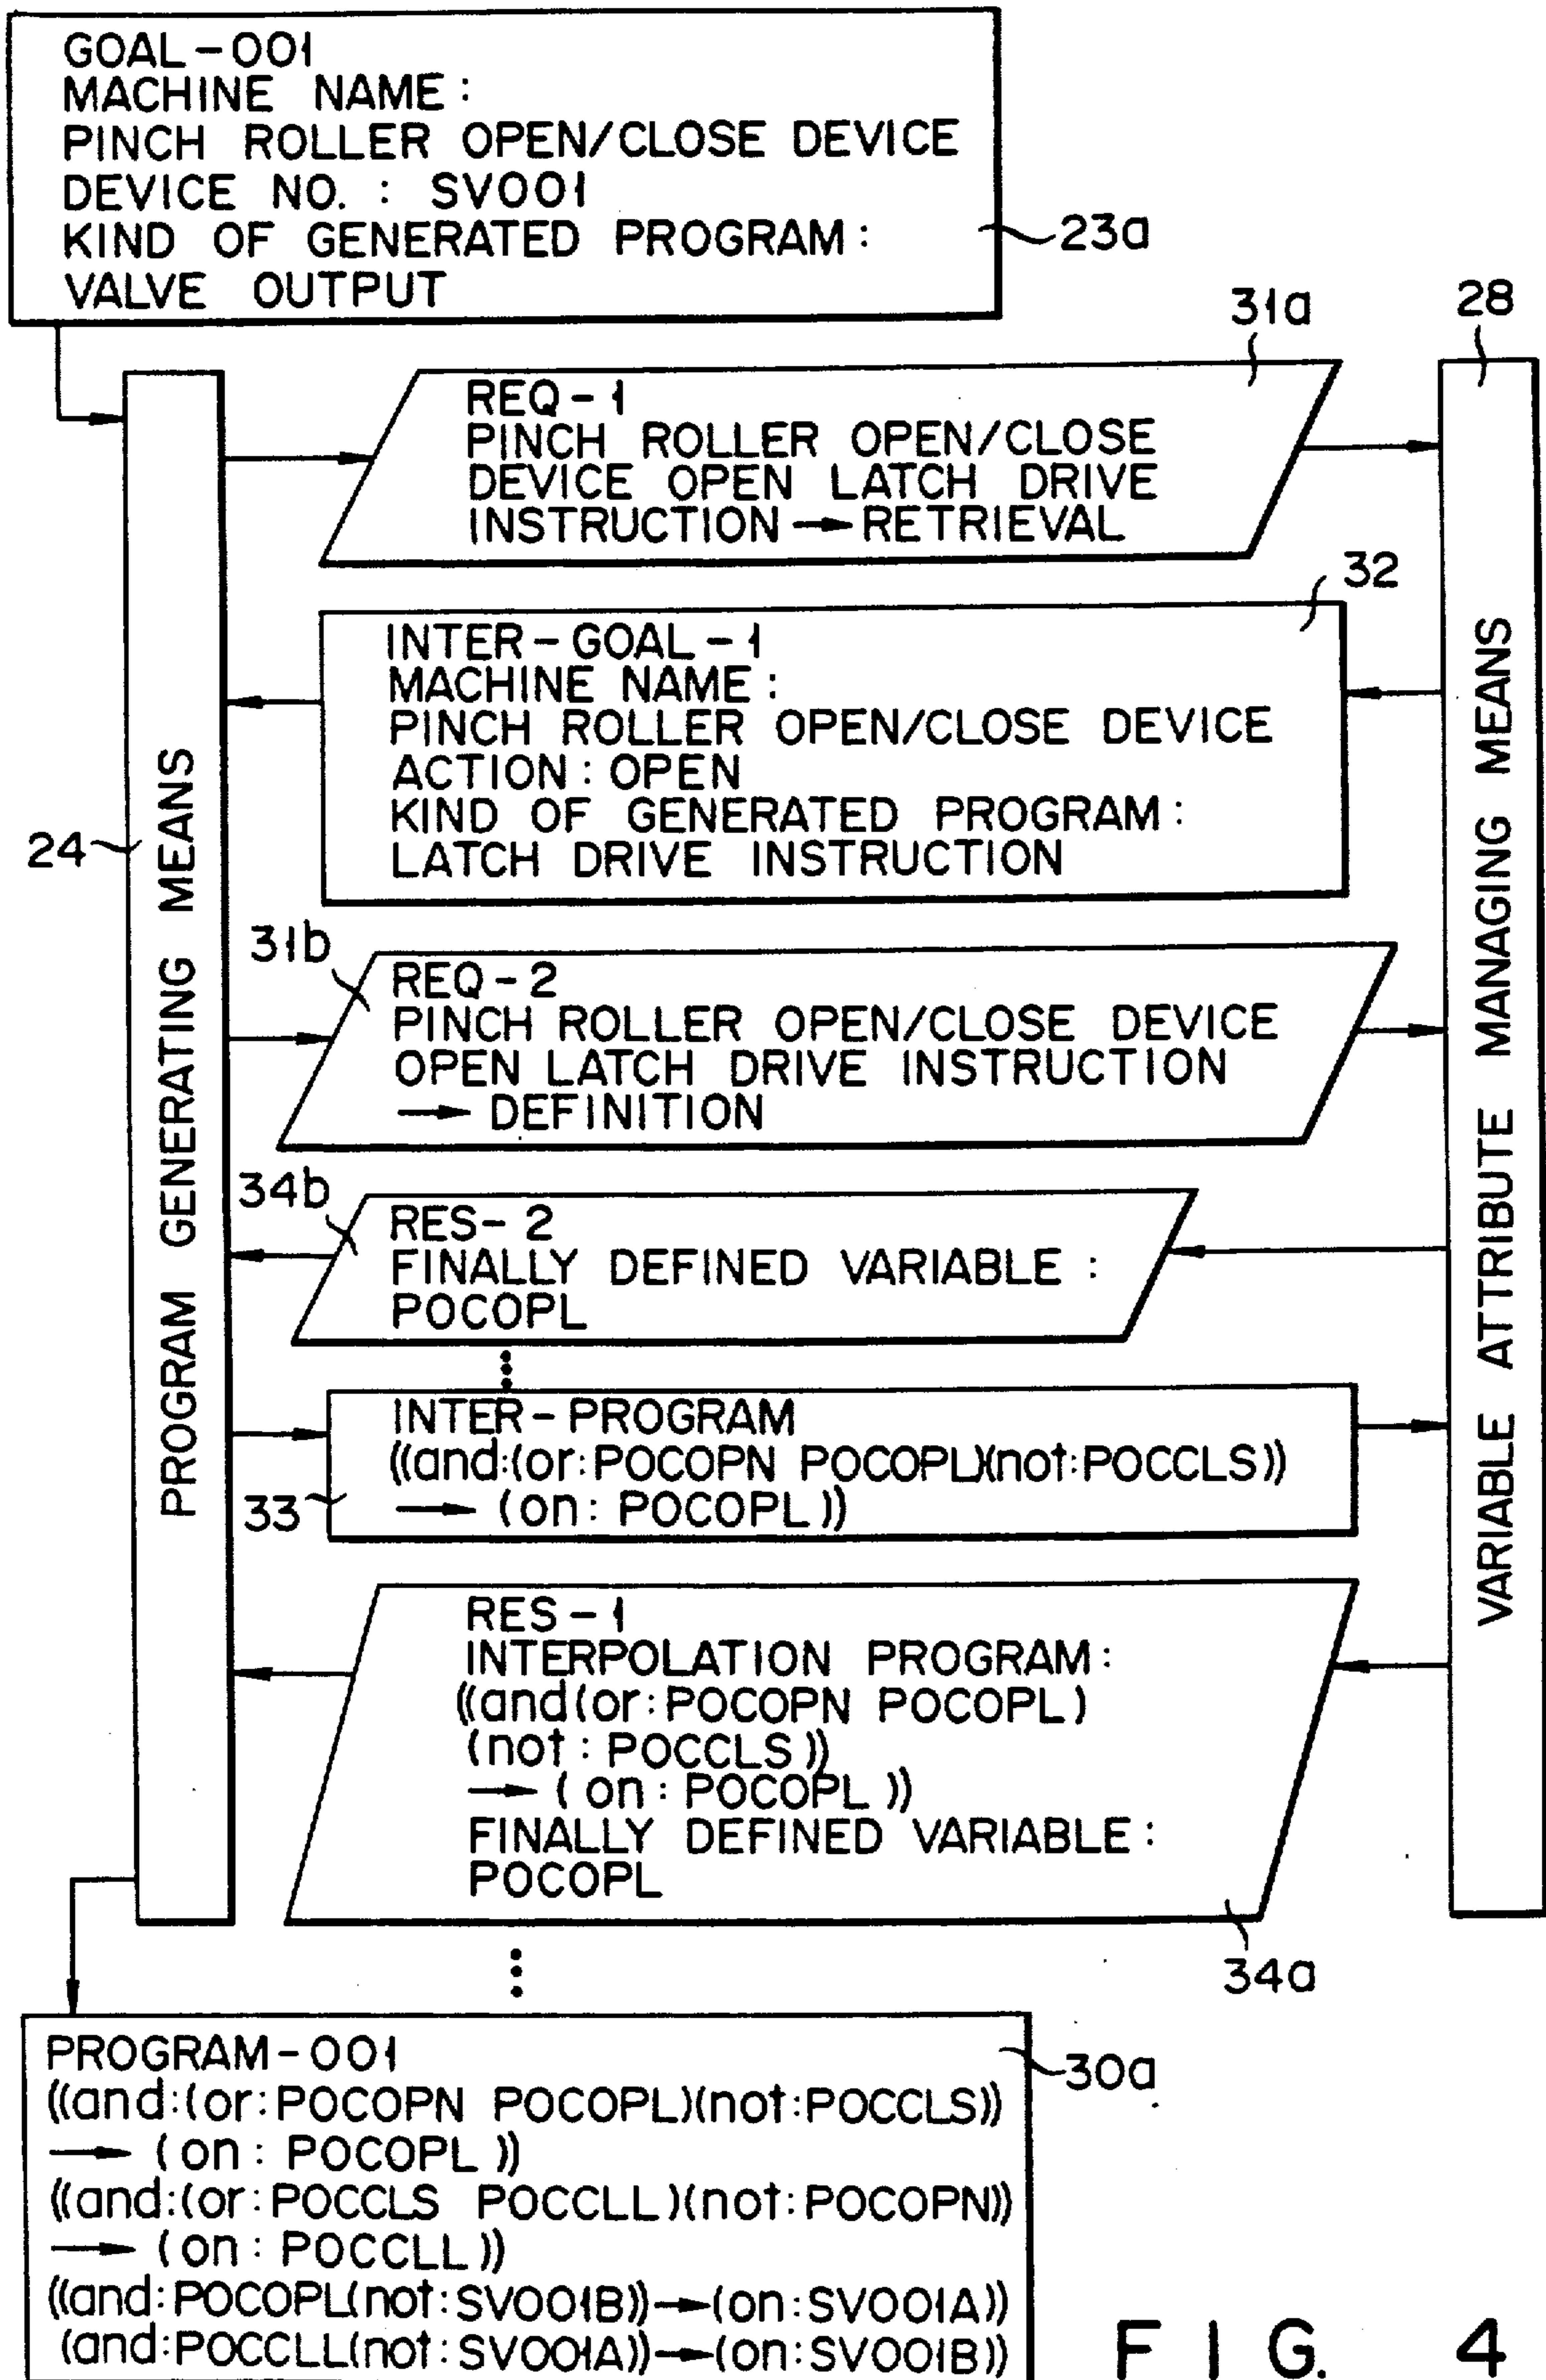 GOAL-001
MACHINE NAME:
PINCH ROLLER OPEN/CLOSE DEVICE
DEVICE NO. : SV001
KIND OF GENERATED PROGRAM:
VALVE OUTPUT
23a
31a
28
REQ-1
PINCH ROLLER OPEN/CLOSE
DEVICE OPEN LATCH DRIVE
INSTRUCTION → RETRIEVAL
32
INTER-GOAL-1
MACHINE NAME:
PINCH ROLLER OPEN/CLOSE DEVICE
ACTION: OPEN
KIND OF GENERATED PROGRAM:
LATCH DRIVE INSTRUCTION
24
PROGRAM GENERATING MEANS
VARIABLE ATTRIBUTE MANAGING MEANS
31b
REQ-2
PINCH ROLLER OPEN/CLOSE DEVICE
OPEN LATCH DRIVE INSTRUCTION
→ DEFINITION
34b
RES-2
FINALLY DEFINED VARIABLE:
POCOPL
INTER-PROGRAM
((and:(or:POCOPN POCOPL)(not:POCCLS))
→ (on: POCOPL))
33
RES-1
INTERPOLATION PROGRAM:
((and(or:POCOPN POCOPL)
(not: POCCLS))
→ (on: POCOPL))
FINALLY DEFINED VARIABLE:
POCOPL
34a
PROGRAM-001
((and:(or:POCOPN POCOPL)(not:POCCLS))
→ (on: POCOPL))
((and:(or:POCCLS POCCLL)(not:POCOPN))
→ (on: POCCLL))
((and:POCOPL(not:SV001B))→(on:SV001A))
(and:POCCLL(not:SV001A))→(on:SV001B))
30a
FIG. 4